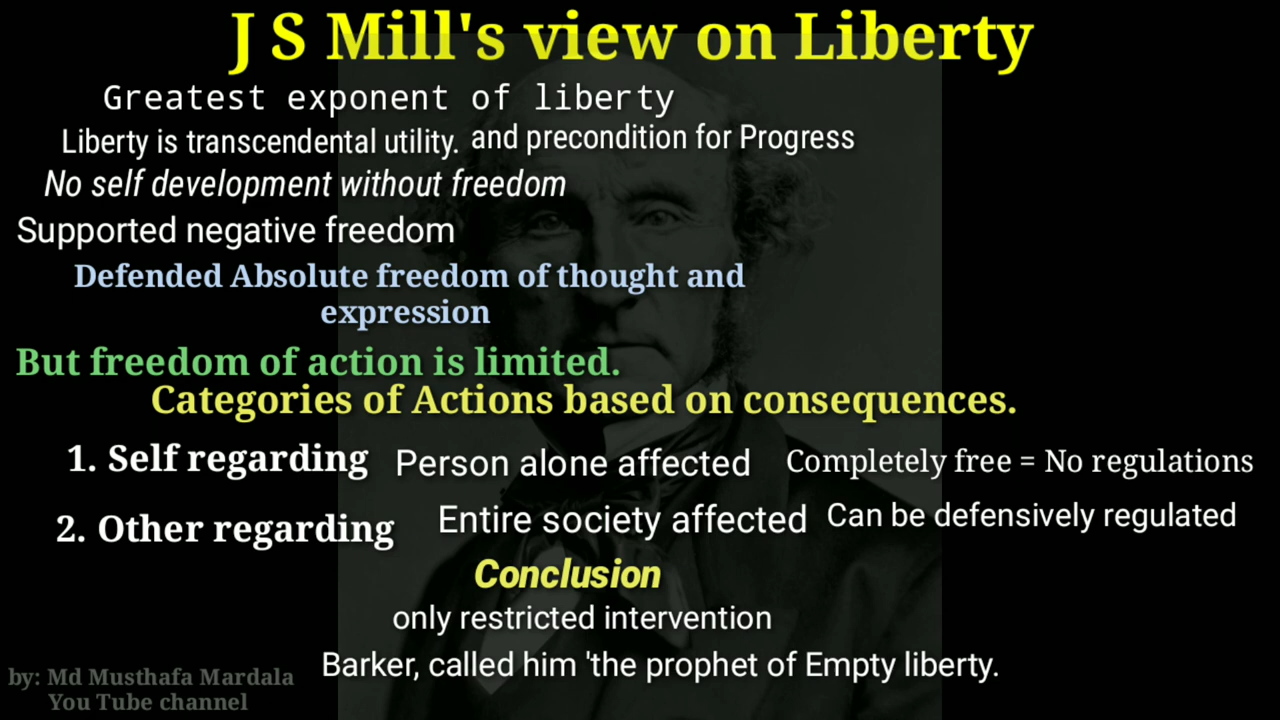 J S Mill's view on Liberty
Greatest exponent of liberty
Liberty is transcendental utility. and precondition for Progress
No self development without freedom
Supported negative freedom
Defended Absolute freedom of thought and
expression
But freedom of action is limited.
Categories of Actions based on consequences.
1. Self regarding Person alone affected Completely free = No regulations
2. Other regarding Entire society affected Can be defensively regulated
Conclusion
only restricted intervention
Barker, called him 'the prophet of Empty liberty.
by: Md Musthafa Mardala
You Tube channel